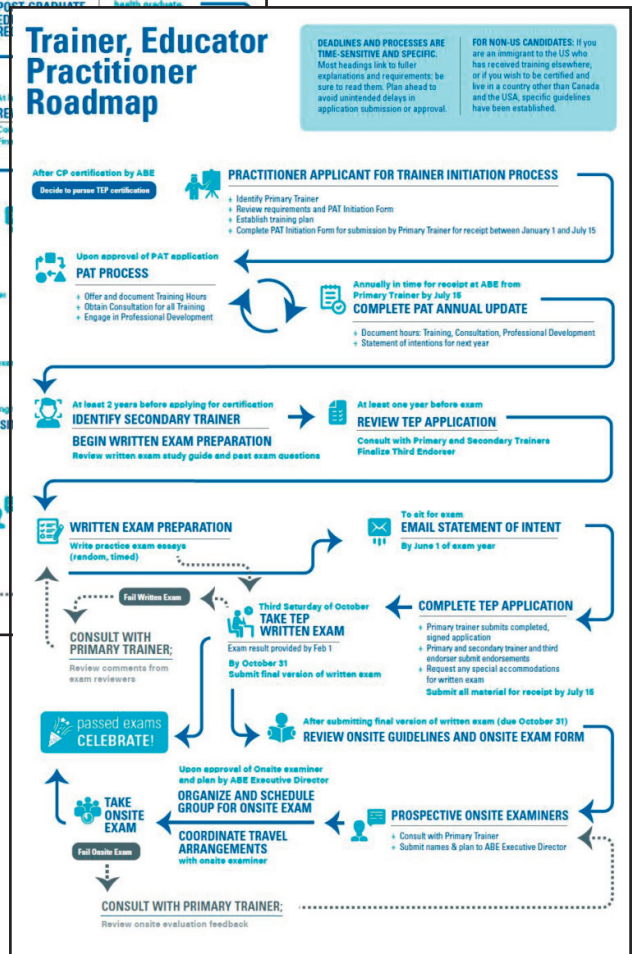 POST GRADUATE
health graduate
Trainer, Educator
Practitioner
Roadmap
DEADLINES AND PROCESSES ARE
TIME-SENSITIVE AND SPECIFIC.
Most headings link to fuller
explanations and requirements: be
sure to read them. Plan ahead to
avoid unintended delays in
application submission or approval.
FOR NON-US CANDIDATES: If you
are an immigrant to the US who
has received training elsewhere,
or if you wish to be certified and
live in a country other than Canada
and the USA, specific guidelines
have been established.
After CP certification by ABE
Decide to pursue TEP certification
PRACTITIONER APPLICANT FOR TRAINER INITIATION PROCESS
+ Identify Primary Trainer
+ Review requirements and PAT Initiation Form
+ Establish training plan
+ Complete PAT Initiation Form for submission by Primary Trainer for receipt between January 1 and July 15
Upon approval of PAT application
PAT PROCESS
+ Offer and document Training Hours
+ Obtain Consultation for all Training
+ Engage in Professional Development
Annually in time for receipt at ABE from
Primary Trainer by July 15
COMPLETE PAT ANNUAL UPDATE
+ Document hours: Training, Consultation, Professional Development
+ Statement of intentions for next year
At least 2 years before applying for certification
IDENTIFY SECONDARY TRAINER
BEGIN WRITTEN EXAM PREPARATION
Review written exam study guide and past exam questions
At least one year before exam
REVIEW TEP APPLICATION
Consult with Primary and Secondary Trainers
Finalize Third Endorser
WRITTEN EXAM PREPARATION
Write practice exam essays
(random, timed)
To sit for exam
EMAIL STATEMENT OF INTENT
By June 1 of exam year
Fail Written Exam
CONSULT WITH
PRIMARY TRAINER;
Review comments from
exam reviewers
Third Saturday of October
TAKE TEP
WRITTEN EXAM
Exam result provided by Feb 1
By October 31
Submit final version of written exam
COMPLETE TEP APPLICATION
+ Primary trainer submits completed,
signed application
+ Primary and secondary trainer and third
endorser submit endorsements
+ Request any special accommodations
for written exam
Submit all material for receipt by July 15
passed exams
CELEBRATE!
After submitting final version of written exam (due October 31)
REVIEW ONSITE GUIDELINES AND ONSITE EXAM FORM
Upon approval of Onsite examiner
and plan by ABE Executive Director
ORGANIZE AND SCHEDULE
GROUP FOR ONSITE EXAM
COORDINATE TRAVEL
ARRANGEMENTS
with onsite examiner
TAKE
ONSITE
EXAM
Fail Onsite Exam
PROSPECTIVE ONSITE EXAMINERS
+ Consult with Primary Trainer
+ Submit names & plan to ABE Executive Director
CONSULT WITH PRIMARY TRAINER;
Review onsite evaluation feedback